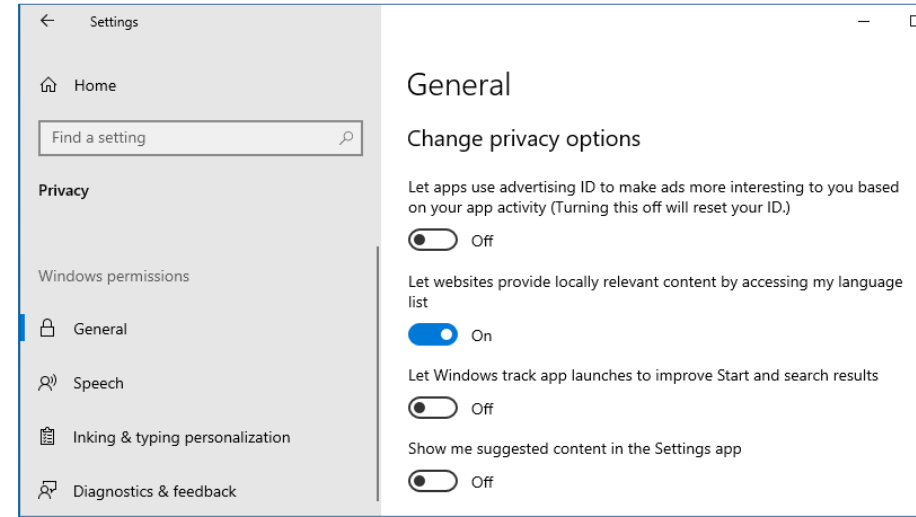 Settings
Home
Find a setting
Privacy
Windows permissions
General
Speech
Inking & typing personalization
Diagnostics & feedback
General
Change privacy options
Let apps use advertising ID to make ads more interesting to you based
on your app activity (Turning this off will reset your ID.)
Off
Let websites provide locally relevant content by accessing my language
list
On
Let Windows track app launches to improve Start and search results
Off
Show me suggested content in the Settings app
Off